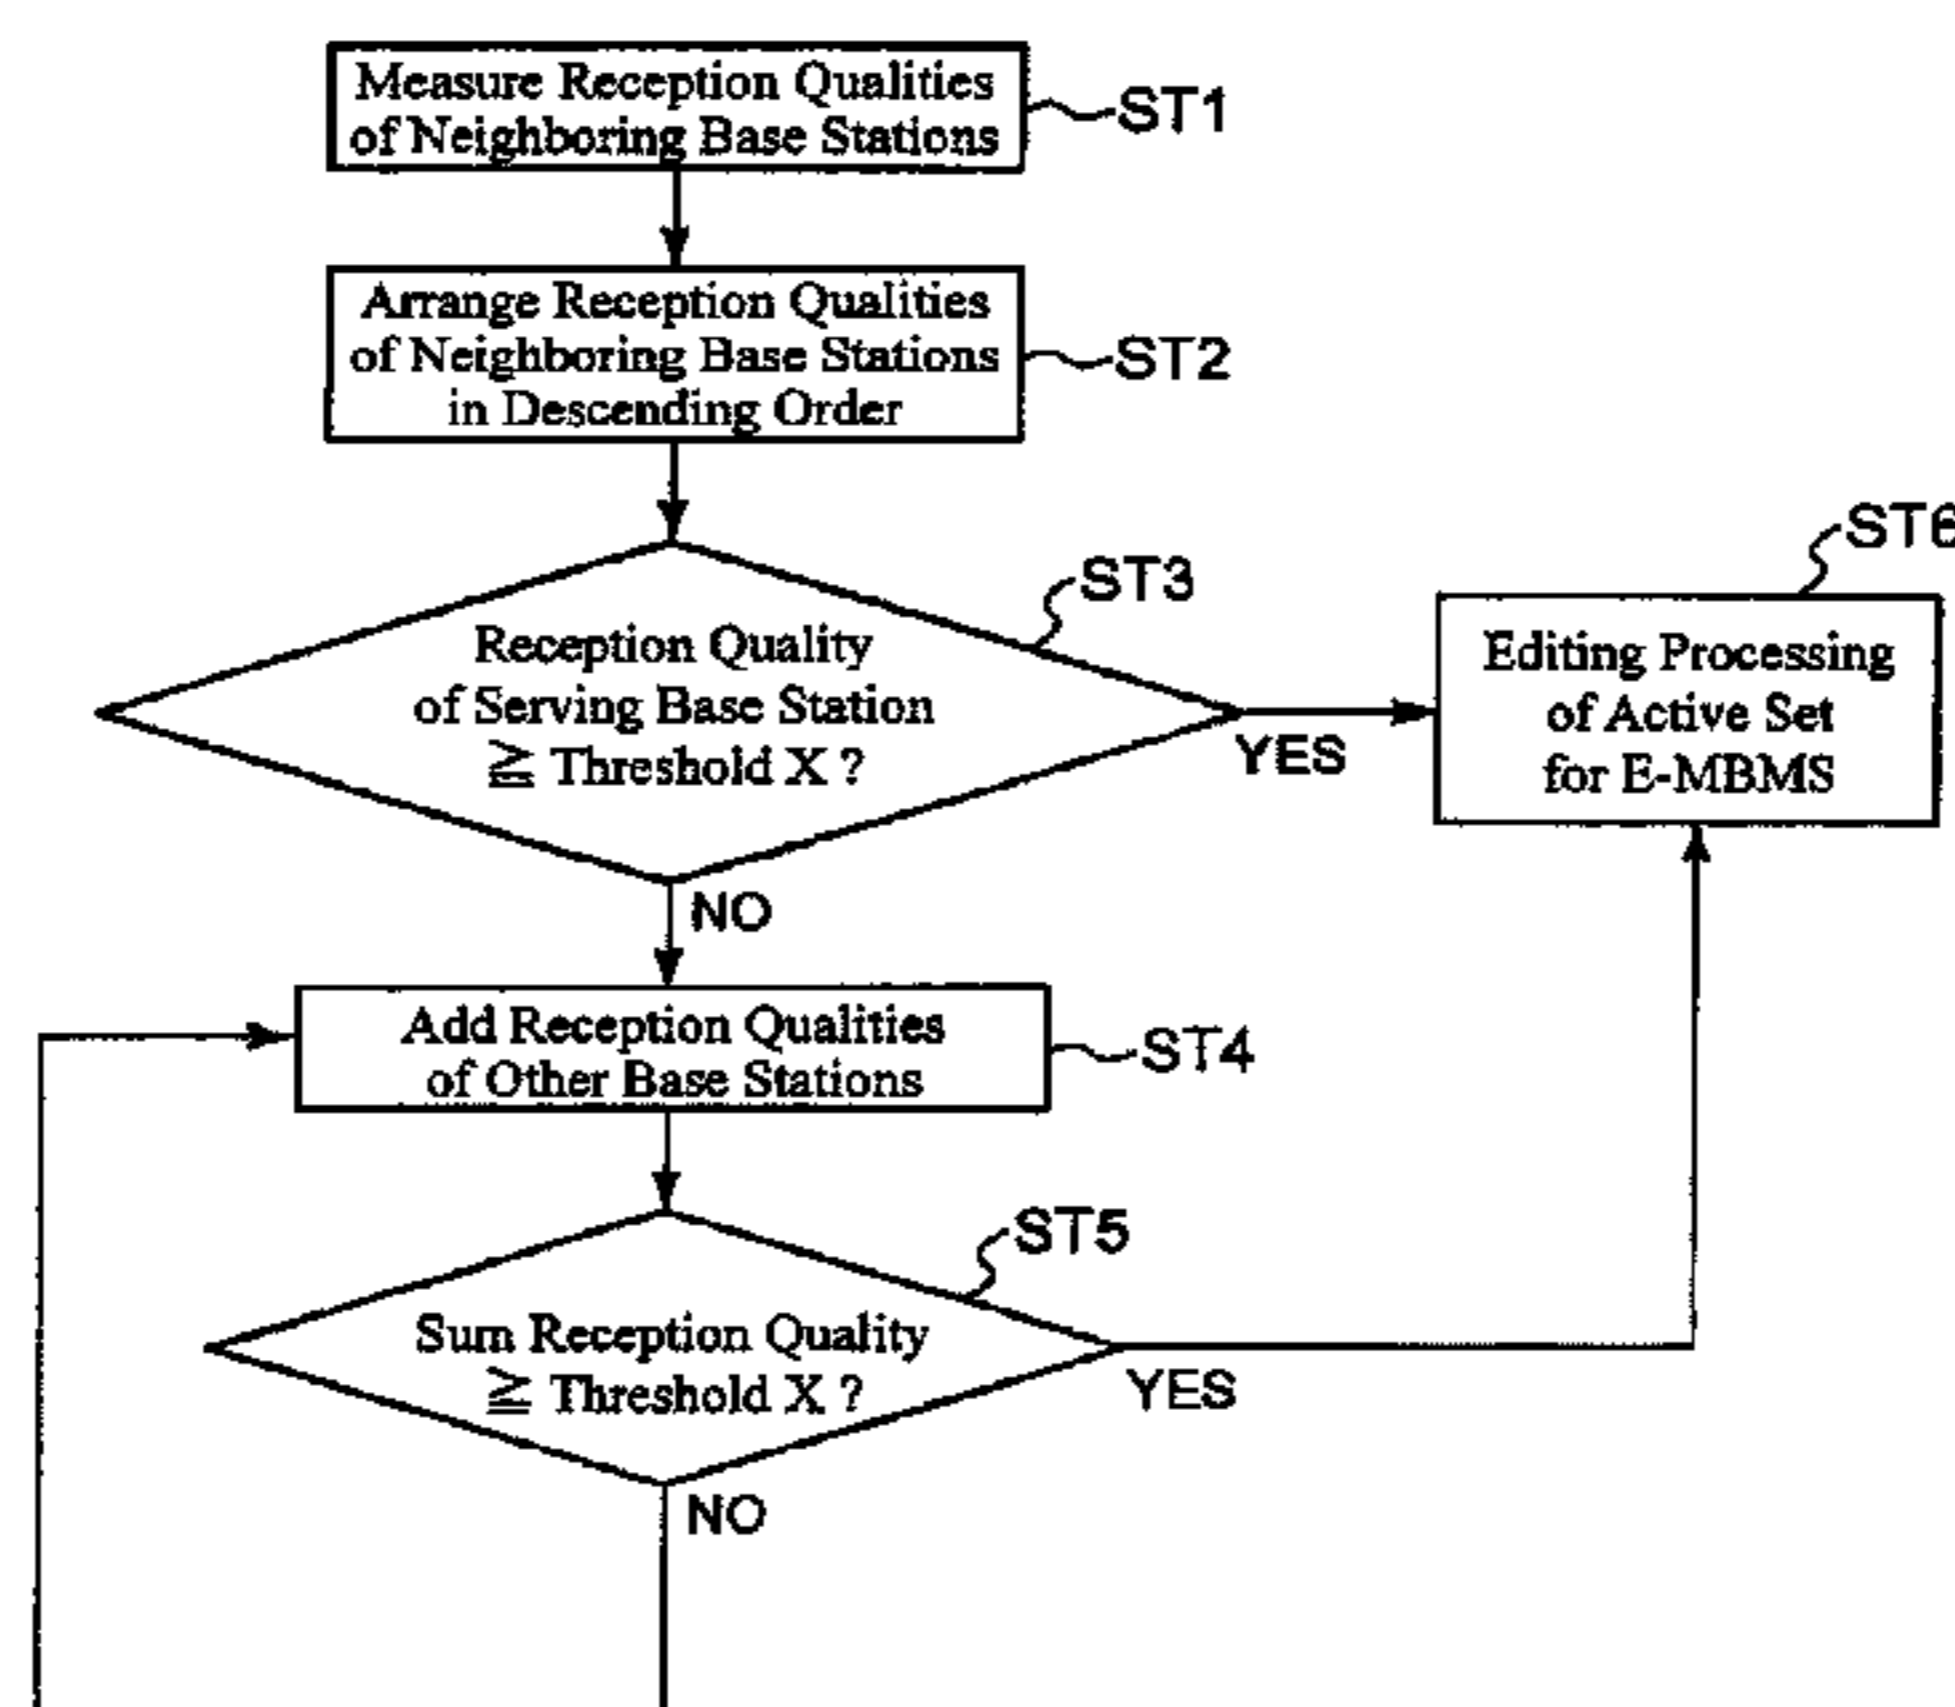 Measure Reception Qualities
of Neighboring Base Stations
ST1
Arrange Reception Qualities
of Neighboring Base Stations
in Descending Order
ST2
Reception Quality
of Serving Base Station
≧ Threshold X ?
ST3
YES
NO
Editing Processing
of Active Set
for E-MBMS
ST6
Add Reception Qualities
of Other Base Stations
ST4
Sum Reception Quality
≧ Threshold X ?
ST5
YES
NO